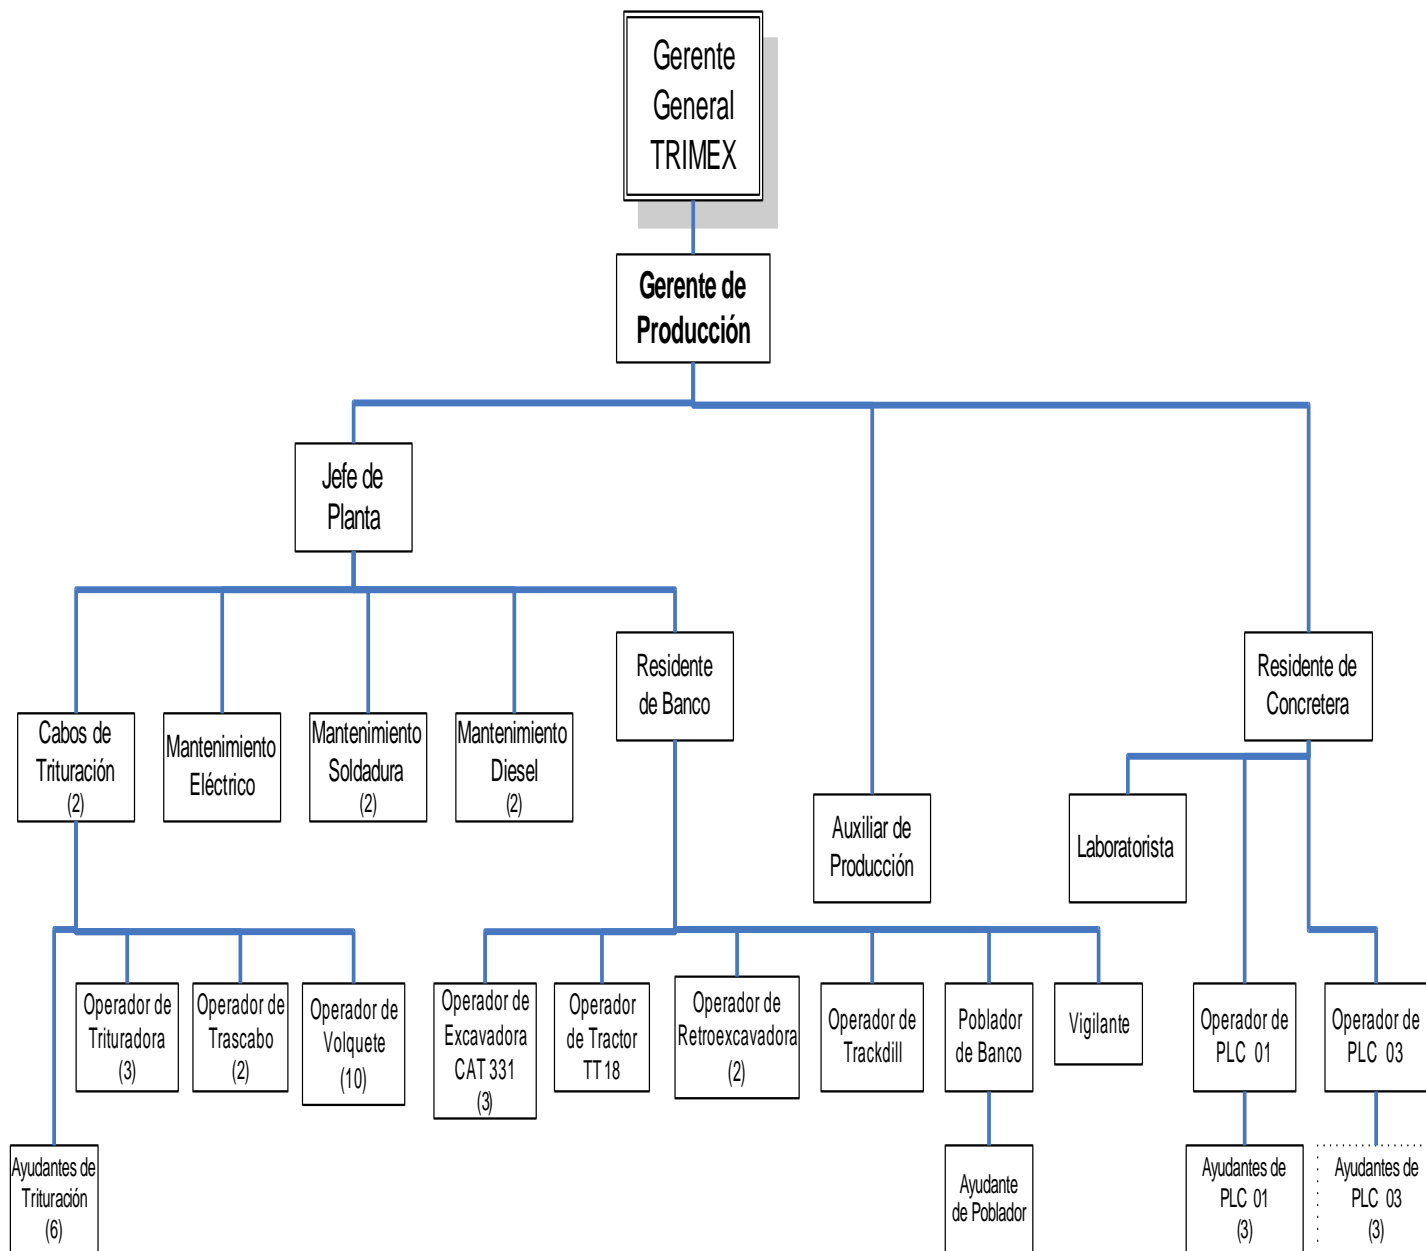 Gerente
General
TRIMEX
Gerente de
Producción
Jefe de
Planta
Residente
de Banco
Residente de
Concretera
Cabos de
Trituración
(2)
Mantenimiento
Eléctrico
Mantenimiento
Soldadura
(2)
Mantenimiento
Diesel
(2)
Auxiliar de
Producción
Laboratorista
Operador de
Trituradora
(3)
Operador de
Trascabo
(2)
Operador de
Volquete
(10)
Operador de
Excavadora
CAT 331
(3)
Operador
de Tractor
TT 18
Operador de
Retroexcavadora
(2)
Operador de
Trackdill
Poblador
de Banco
Vigilante
Operador de
PLC 01
Operador de
PLC 03
Ayudantes de
Trituración
(6)
Ayudante
de Poblador
Ayudantes de
PLC 01
(3)
Ayudantes de
PLC 03
(3)